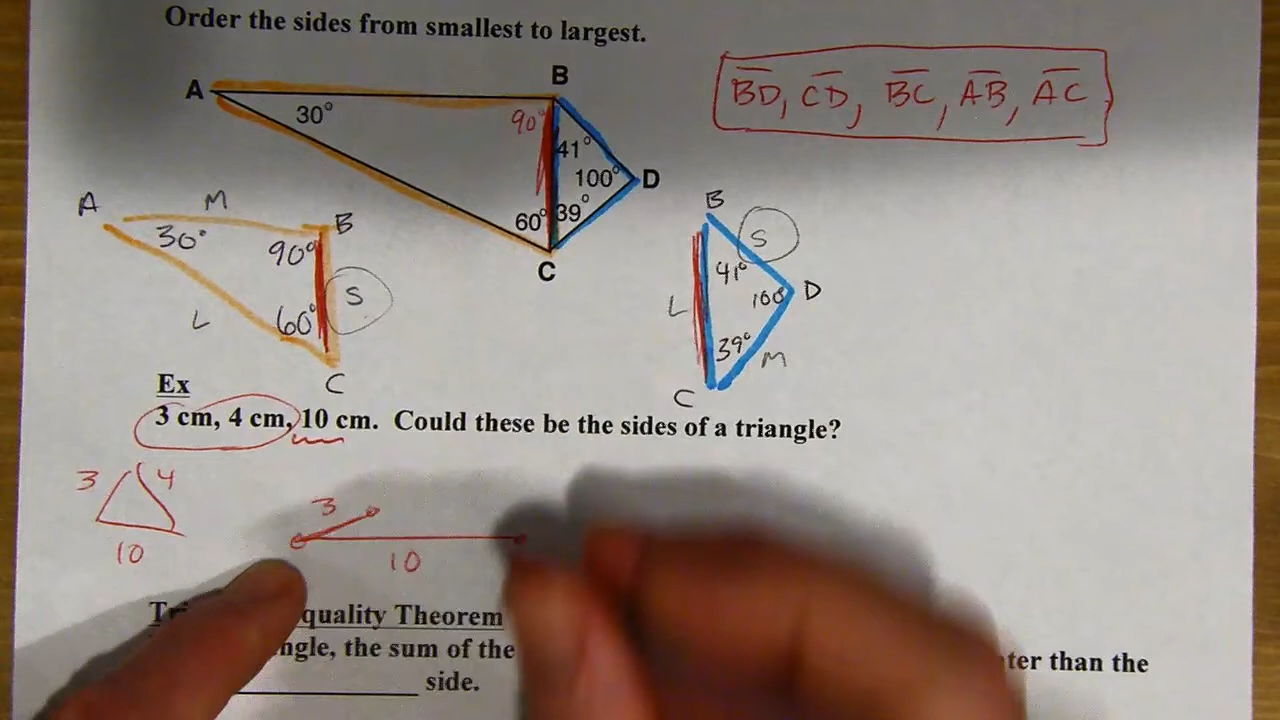 Order the sides from smallest to largest.
BD, CD, BC, AB, AC
A
B
30°
90°
41°
100°
D
60°
39°
C
A
M
B
30°
90°
S
L
60°
C
B
S
41°
100°
D
L
39°
M
C
Ex
3 cm, 4 cm, 10 cm. Could these be the sides of a triangle?
3
4
10
3
10
equality Theorem
ngle, the sum of the
ter than the
side.